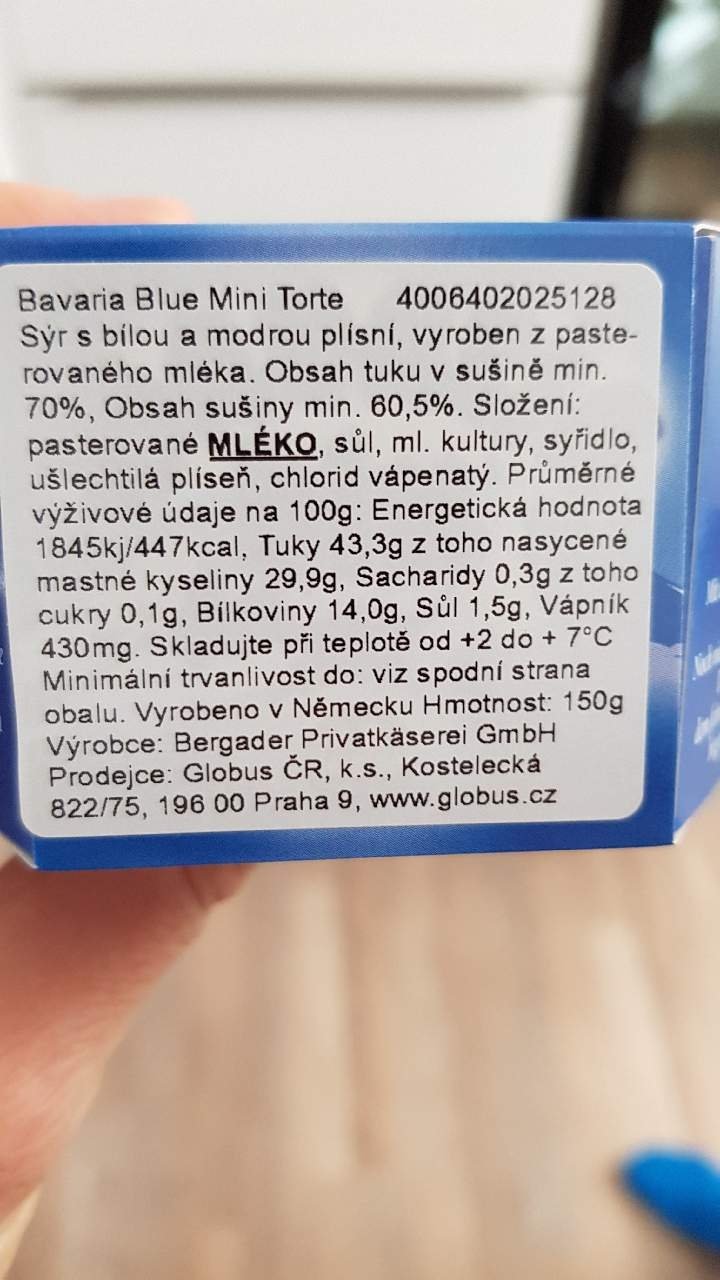 Bavaria Blue Mini Torte 4006402025128
Sýr s bílou a modrou plísní, vyroben z paste-
rovaného mléka. Obsah tuku v sušině min.
70%, Obsah sušiny min. 60,5%. Složení:
pasterované MLÉKO, sůl, ml. kultury, syřidlo,
ušlechtilá plíseň, chlorid vápenatý. Průměrné
výživové údaje na 100g: Energetická hodnota
1845kj/447kcal, Tuky 43,3g z toho nasycené
mastné kyseliny 29,9g, Sacharidy 0,3g z toho
cukry 0,1g, Bílkoviny 14,0g, Sůl 1,5g, Vápník
430mg. Skladujte při teplotě od +2 do + 7°C
Minimální trvanlivost do: viz spodní strana
obalu. Vyrobeno v Německu Hmotnost: 150g
Výrobce: Bergader Privatkäserei GmbH
Prodejce: Globus ČR, k.s., Kostelecká
822/75, 196 00 Praha 9, www.globus.cz